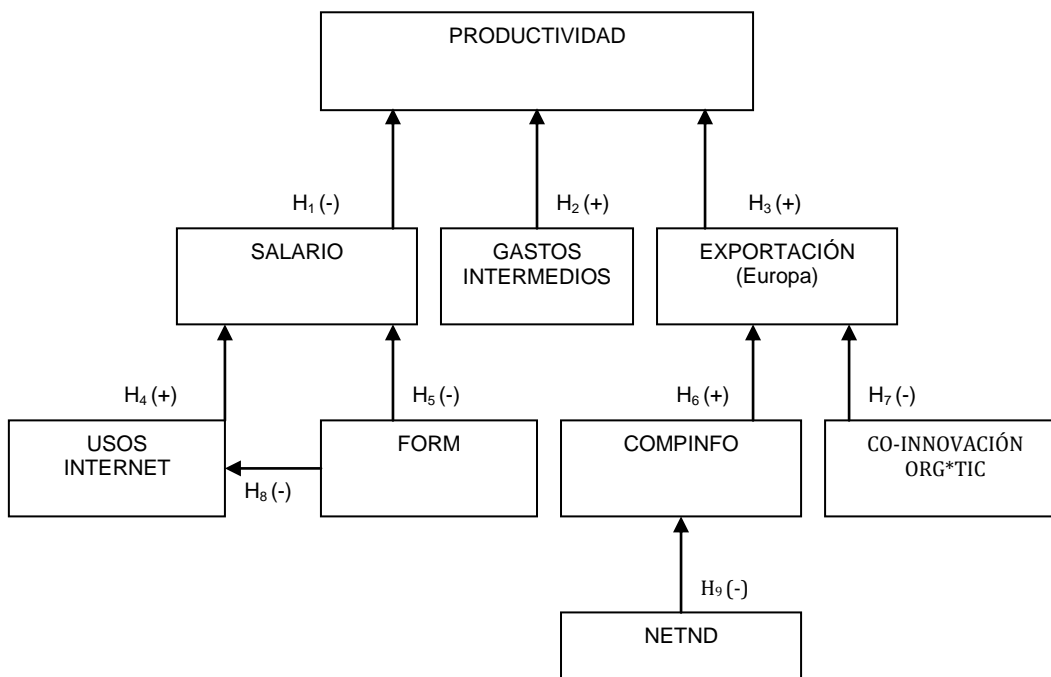 PRODUCTIVIDAD
H₁ (-)
H₂ (+)
H₃ (+)
SALARIO
GASTOS
INTERMEDIOS
EXPORTACIÓN
(Europa)
H₄ (+)
H₅ (-)
H₆ (+)
H₇ (-)
USOS
INTERNET
H₈ (-)
FORM
COMPINFO
CO-INNOVACIÓN
ORG*TIC
H₉ (-)
NETND